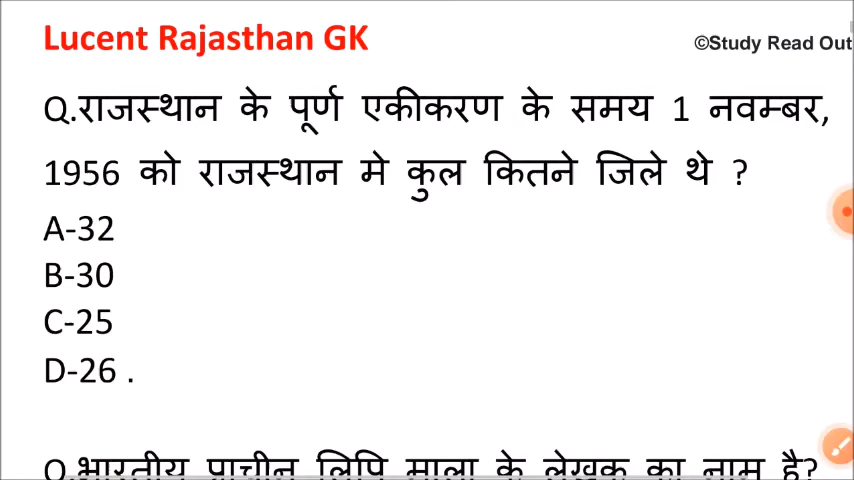 Lucent Rajasthan GK
©Study Read Out
Q.राजस्थान के पूर्ण एकीकरण के समय 1 नवम्बर,
1956 को राजस्थान मे कुल कितने जिले थे ?
A-32
B-30
C-25
D-26 .
Q.भारतीय प्राचीन लिपि माला के लेखक का नाम है?